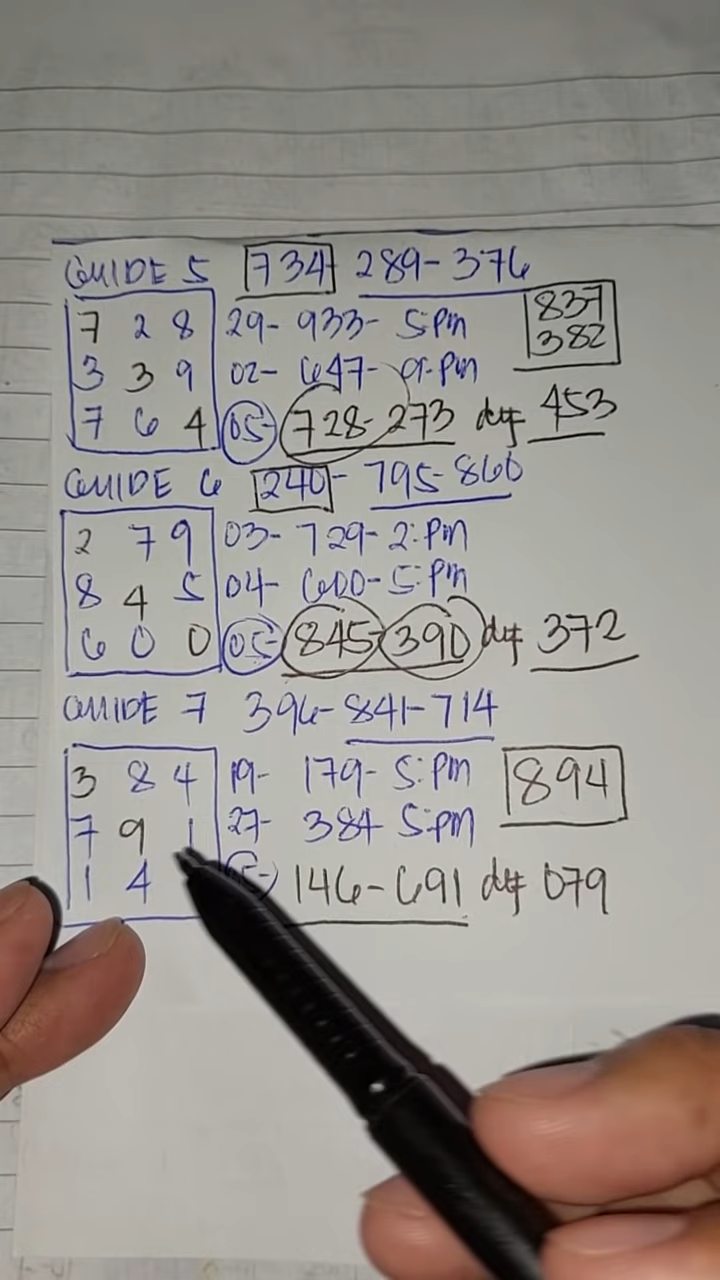 GUIDE 5 734 289-376
7 2 8 29- 933- 5:pm 837
3 3 9 02- 647- 9:pm 382
7 6 4 05- 728-273 def 453
GUIDE 6 240- 795-860
2 7 9 03- 729- 2:pm
8 4 5 04- 600- 5:pm
6 0 0 05- 845-390 def 372
GUIDE 7 396-841-714
3 8 4 19- 179- 5:pm 894
7 9 1 27- 384 5:pm
1 4 146-691 def 079